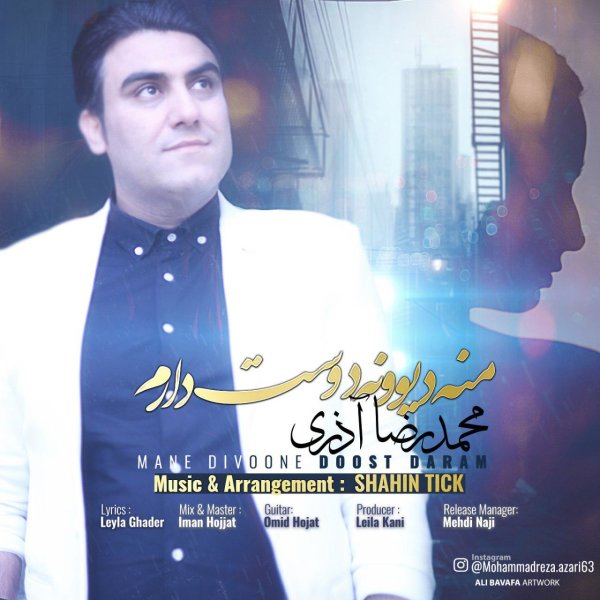 منه دیوونه دوست دارم
محمدرضا آذری
MANE DIVOONE DOOST DARAM
Music & Arrangement : SHAHIN TICK
Lyrics : Mix & Master : Guitar: Producer : Release Manager:
Leyla Ghader Iman Hojjat Omid Hojat Leila Kani Mehdi Naji
Instagram
@Mohammadreza.azari63
ALI BAVAFA ARTWORK